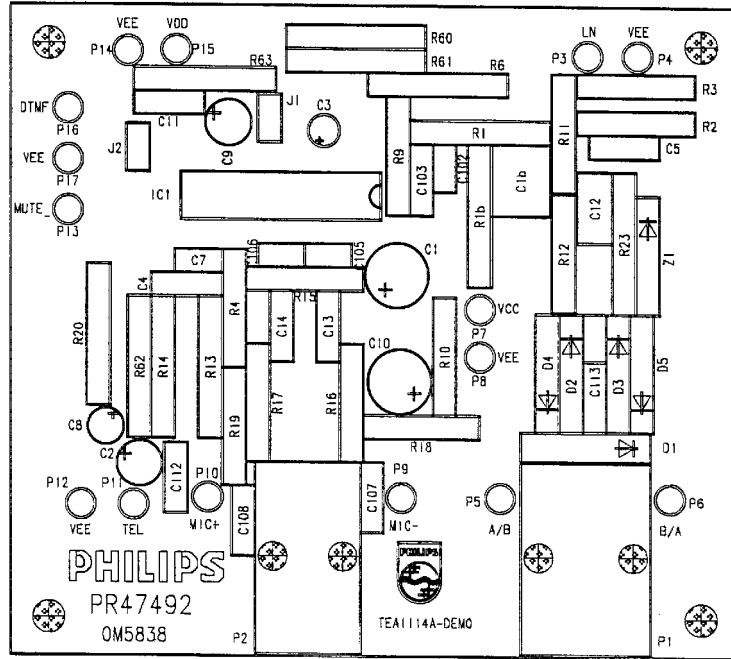 VEE
VDD
P14
P15
R63
R60
R61
R6
LN
VEE
P3
P4
R3
DTMF
P16
C11
J1
C3
R1
R11
R2
C5
VEE
P17
J2
C9
R9
C103
C102
C1b
R1b
MUTE_
P13
IC1
C12
R12
R23
Z1
C7
C106
C105
C1
C4
R15
R4
C14
C13
R20
R62
R14
R13
C10
R10
VCC
P7
VEE
P8
D4
D2
C113
D3
D5
R19
R17
R16
C8
C2
R18
D1
C112
P12
P11
P10
P9
C107
P5
P6
VEE
TEL
MIC+
C108
MIC-
A/B
B/A
PHILIPS
PHILIPS
PR47492
OM5838
P2
TEA1114A-DEMO
P1